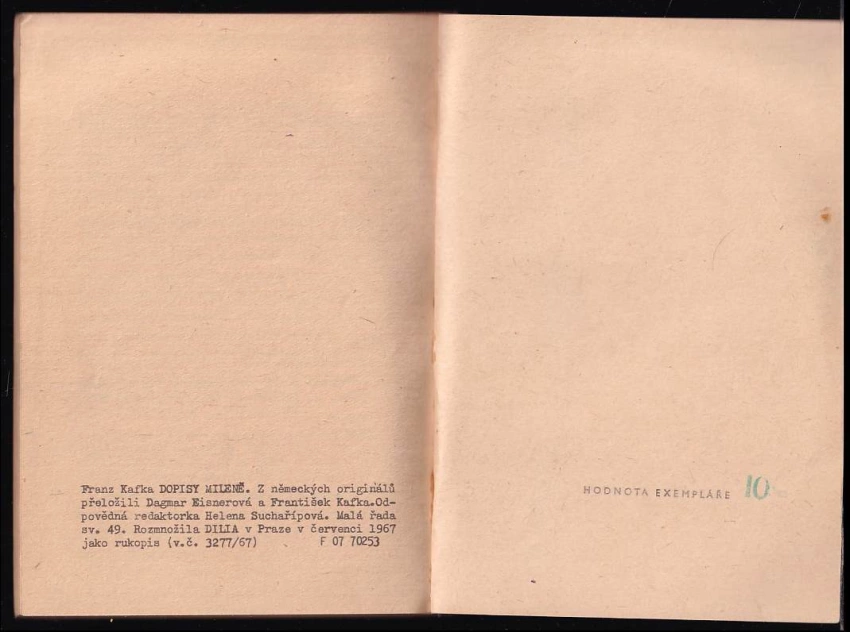 Franz Kafka DOPISY MILENĚ. Z německých originálů
přeložili Dagmar Eisnerová a František Kafka.Od-
povědná redaktorka Helena Suchařípová. Malá řada
sv. 49. Rozmnožila DILIA v Praze v červenci 1967
jako rukopis (v.č. 3277/67) F 07 70253
HODNOTA EXEMPLÁŘE 10